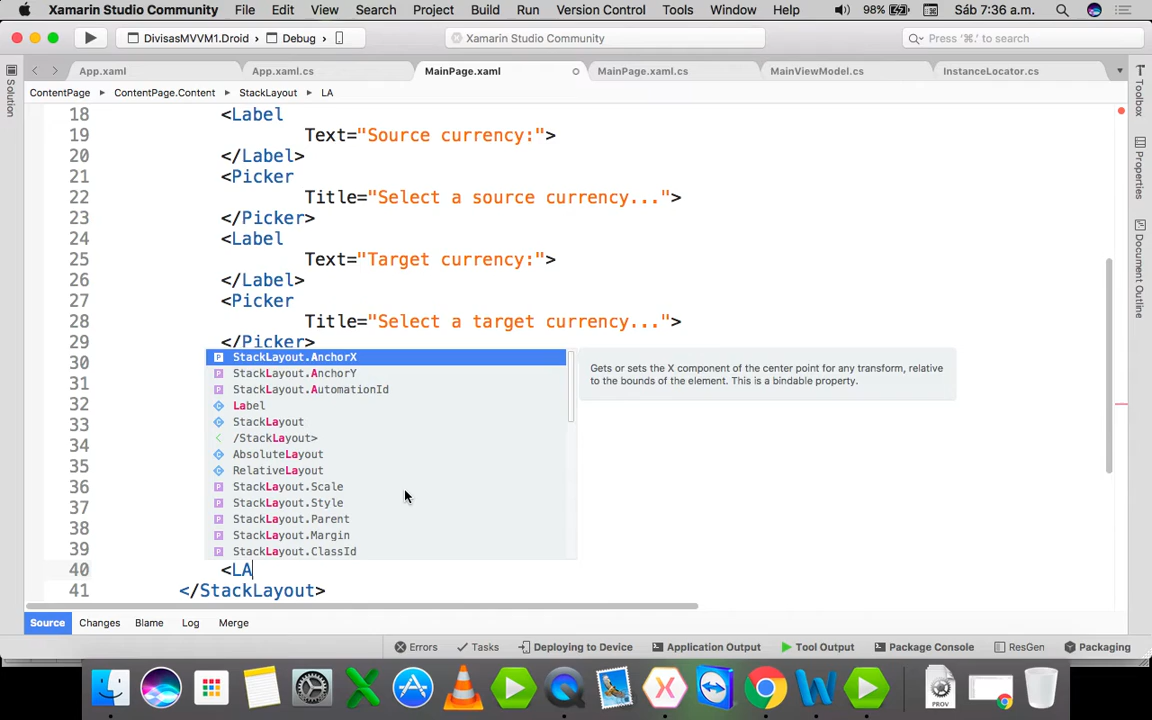 Xamarin Studio Community File Edit View Search Project Build Run Version Control Tools Window Help 98% Sáb 7:36 a.m.
DivisasMVVM1.Droid > Debug > Xamarin Studio Community Press '⌘.' to search
App.xaml App.xaml.cs MainPage.xaml MainPage.xaml.cs MainViewModel.cs InstanceLocator.cs
ContentPage ContentPage.Content StackLayout LA
Solution
Toolbox
Properties
Document Outline
18 <Label
19 Text="Source currency:">
20 </Label>
21 <Picker
22 Title="Select a source currency...">
23 </Picker>
24 <Label
25 Text="Target currency:">
26 </Label>
27 <Picker
28 Title="Select a target currency...">
29 </Picker>
30
31
32
33
34
35
36
37
38
39
StackLayout.AnchorX
StackLayout.AnchorY
StackLayout.AutomationId
Label
StackLayout
/StackLayout>
AbsoluteLayout
RelativeLayout
StackLayout.Scale
StackLayout.Style
StackLayout.Parent
StackLayout.Margin
StackLayout.ClassId
Gets or sets the X component of the center point for any transform, relative
to the bounds of the element. This is a bindable property.
40 <LA
41 </StackLayout>
Source Changes Blame Log Merge
Errors Tasks Deploying to Device Application Output Tool Output Package Console ResGen Packaging
PROV